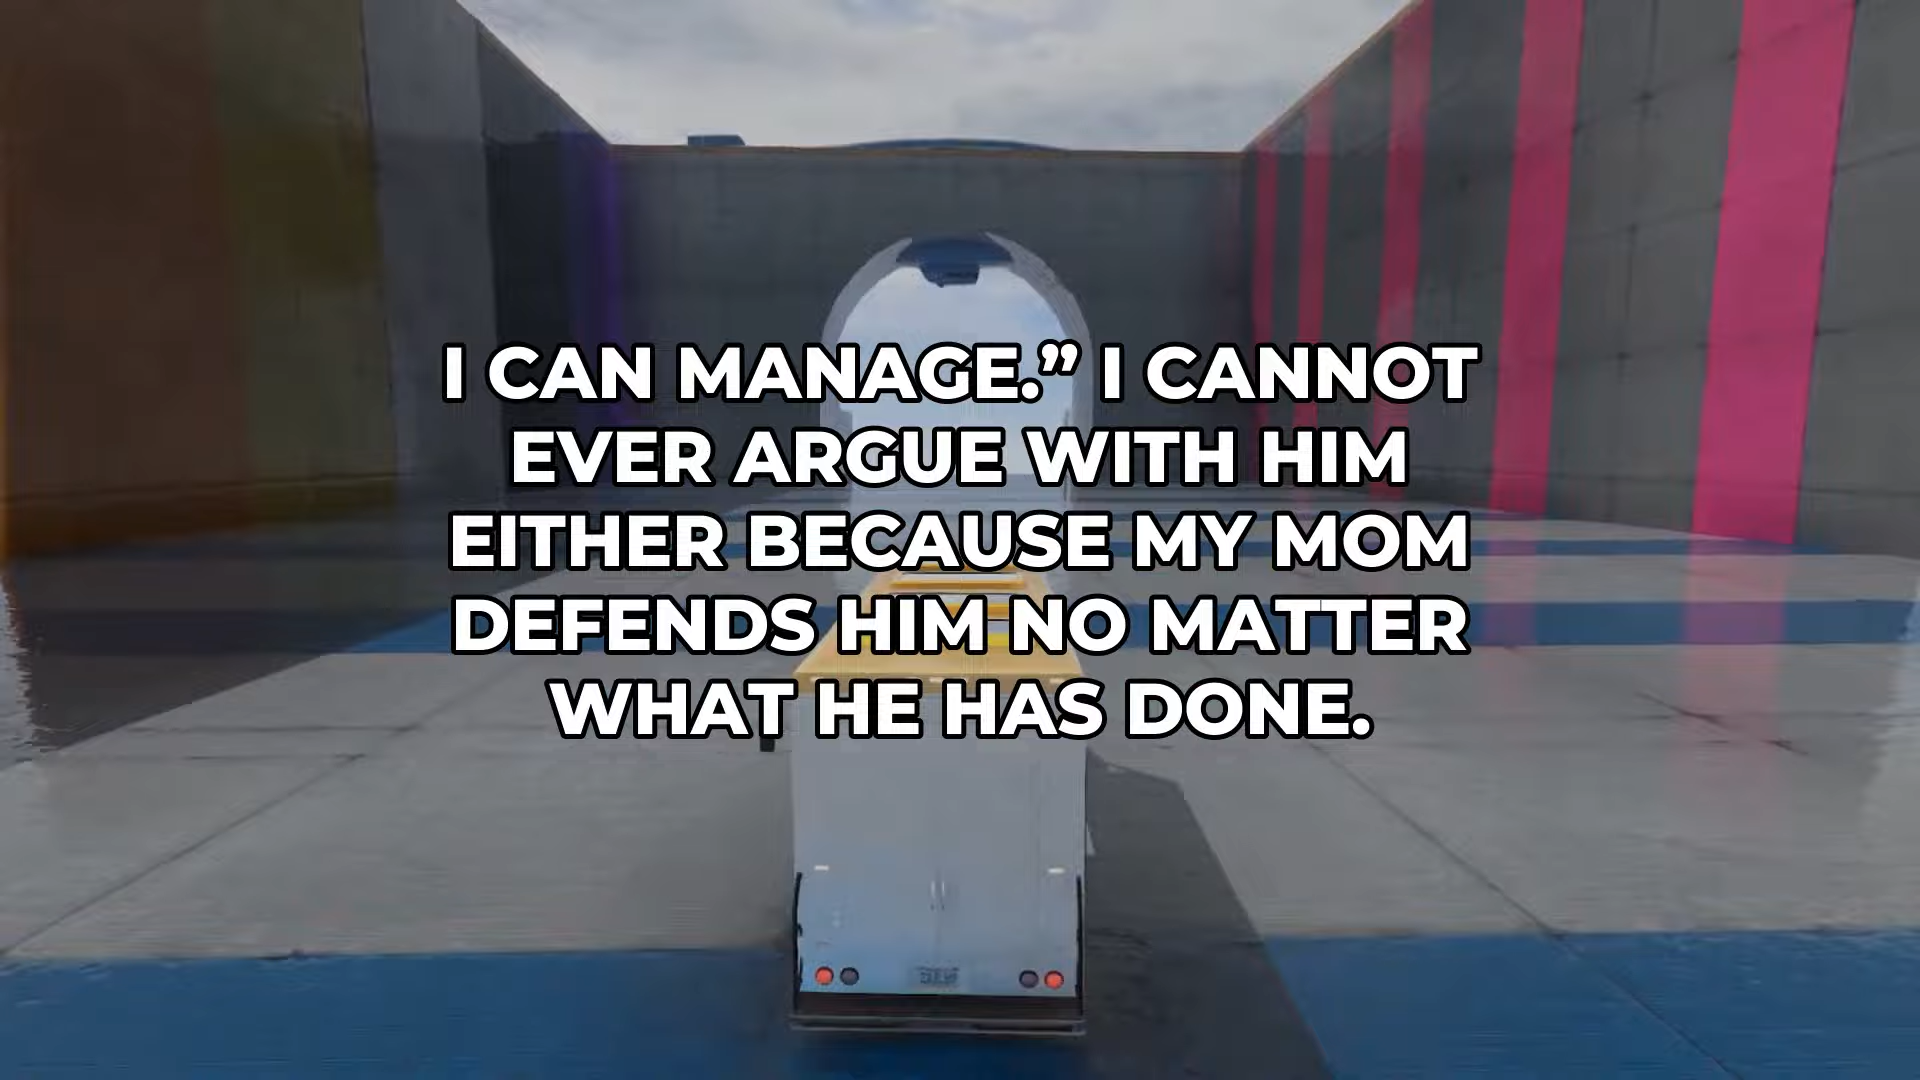 I CAN MANAGE.” I CANNOT
EVER ARGUE WITH HIM
EITHER BECAUSE MY MOM
DEFENDS HIM NO MATTER
WHAT HE HAS DONE.